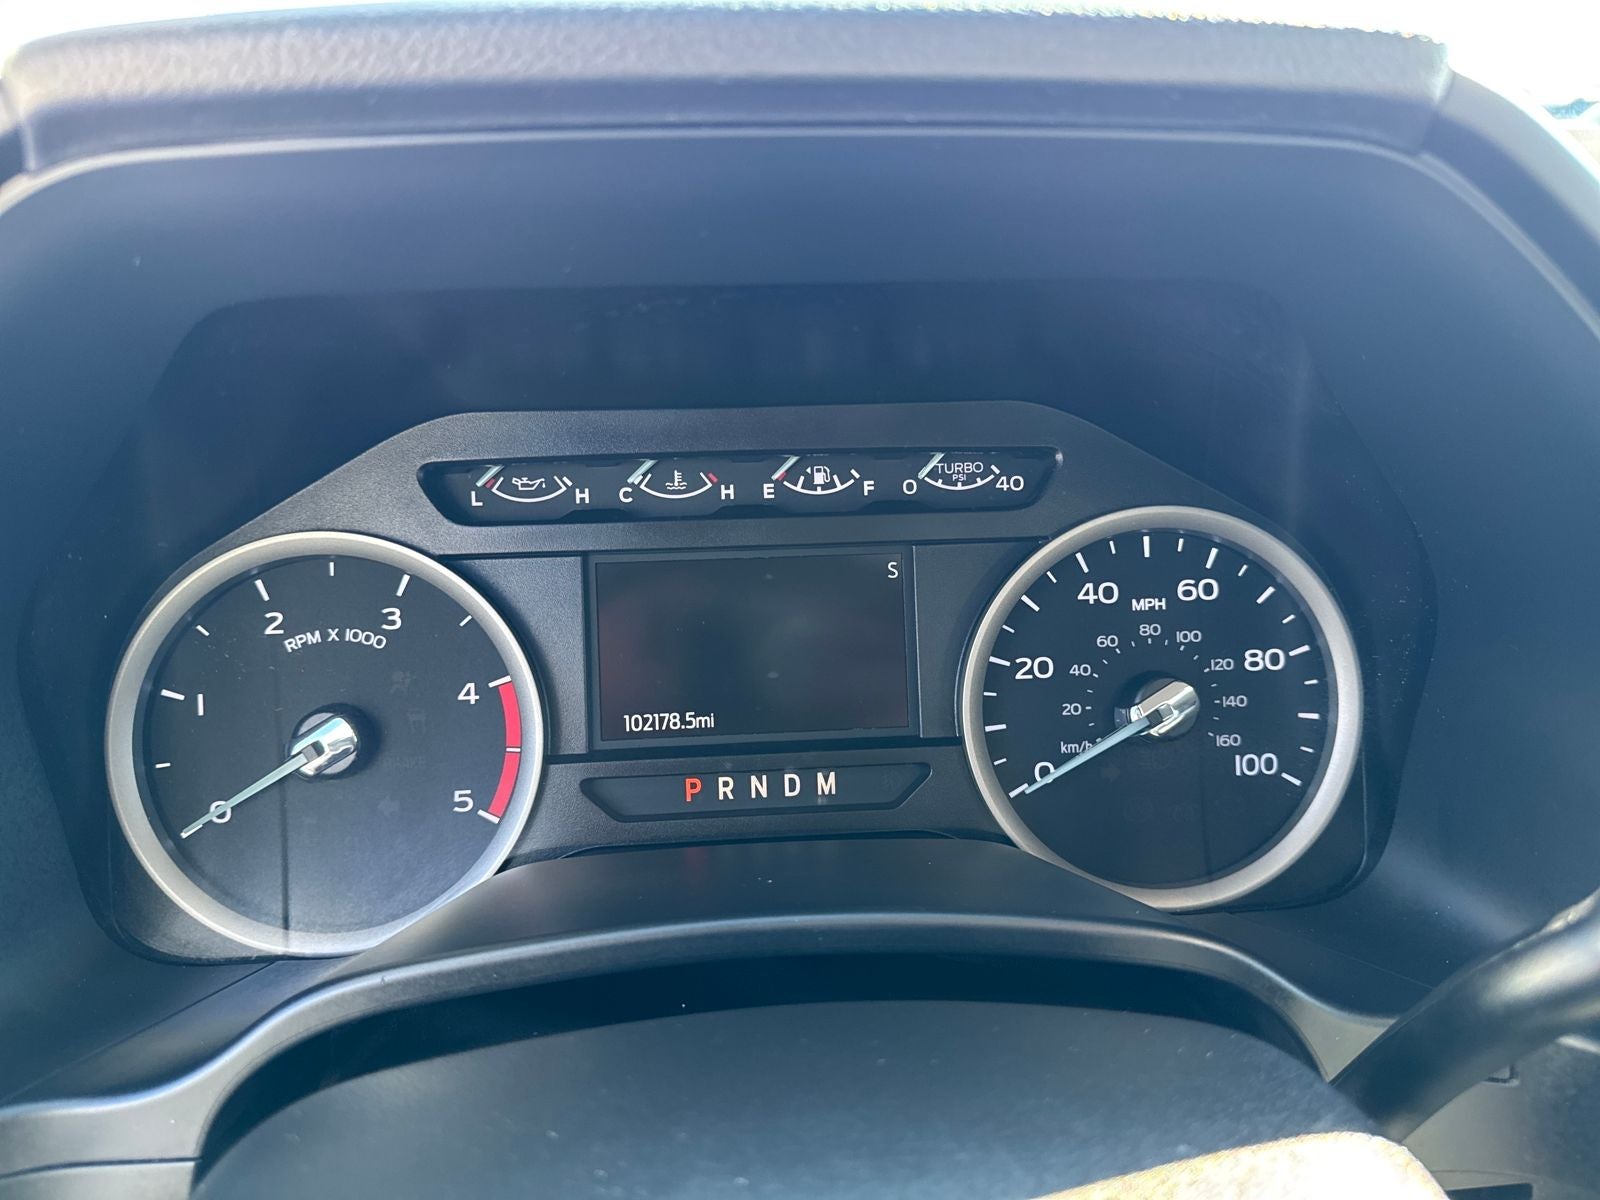 L H C H E F 0 TURBO PSI 40
S
102178.5mi
P R N D M
0 1 2 3 4 5
RPM X 1000
0 20 40 60 80 100
MPH
20 40 60 80 100 120 140 160
km/h